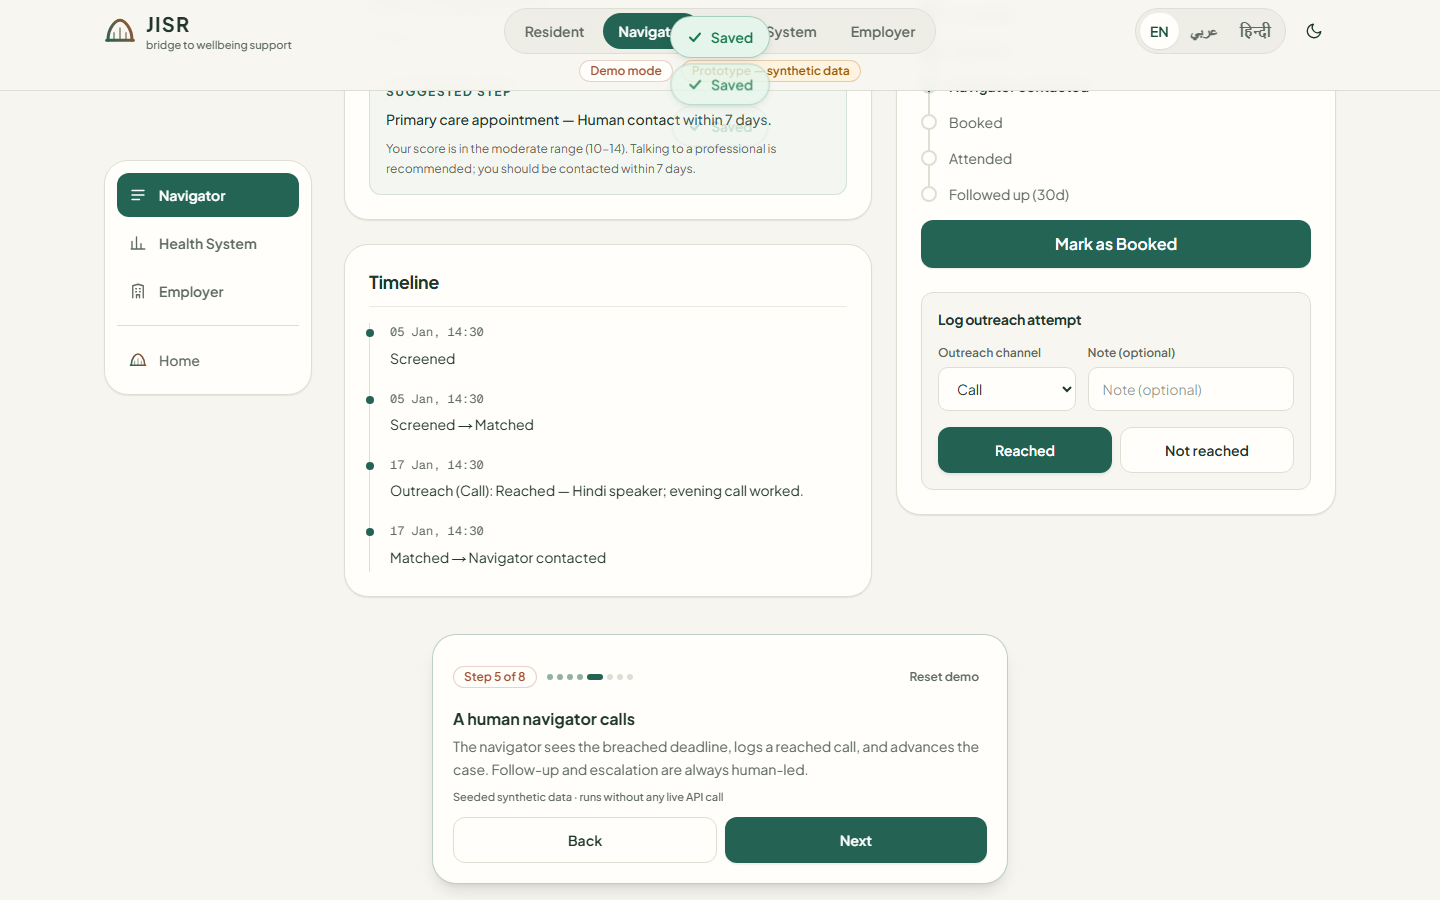 JISR
bridge to wellbeing support
Resident
Navigat
System
Employer
EN
عربي
हिन्दी
Saved
Demo mode
Prototype — synthetic data
Saved
Saved
SUGGESTED STEP
Primary care appointment — Human contact within 7 days.
Your score is in the moderate range (10–14). Talking to a professional is
recommended; you should be contacted within 7 days.
Navigator
Health System
Employer
Home
Timeline
05 Jan, 14:30
Screened
05 Jan, 14:30
Screened → Matched
17 Jan, 14:30
Outreach (Call): Reached — Hindi speaker; evening call worked.
17 Jan, 14:30
Matched → Navigator contacted
Navigator contacted
Booked
Attended
Followed up (30d)
Mark as Booked
Log outreach attempt
Outreach channel
Note (optional)
Call
Note (optional)
Reached
Not reached
Step 5 of 8
Reset demo
A human navigator calls
The navigator sees the breached deadline, logs a reached call, and advances the
case. Follow-up and escalation are always human-led.
Seeded synthetic data · runs without any live API call
Back
Next